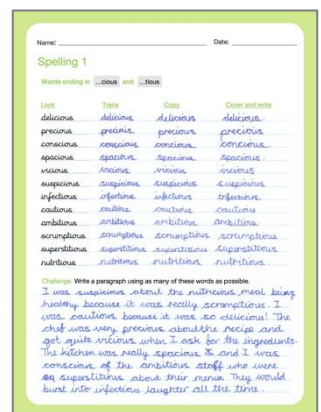 Name: Date:
Spelling 1
Words ending in ...cious and ...tious
Look Trace Copy Cover and write
delicious delicious delicious delicious
precious precious precious precious
conscious conscious concious concious
spacious spacious spacious spacious
vicious vicious vicious vicious
suspicious suspicious suspicious suspicious
infectious infectious infectious infectious
cautious cautious cautious cautious
ambitious ambitious ambitious ambitious
scrumptious scrumptious scrumptious scrumptious
superstitious superstitious superstitious superstitious
nutritious nutritious nutritious nutritious
Challenge: Write a paragraph using as many of these words as possible.
I was suspicious about the nutricious meal being
healthy because it was really scromptious. I
was cautious because it was so delicious! The
chef was very precious about the recipe and
got quite vicious when I ask for the ingredients.
The kitchen was really spacious and I was
conscious of the ambitious staff who were
superstitious about their menu They would
burst into infectious laughter all the time.